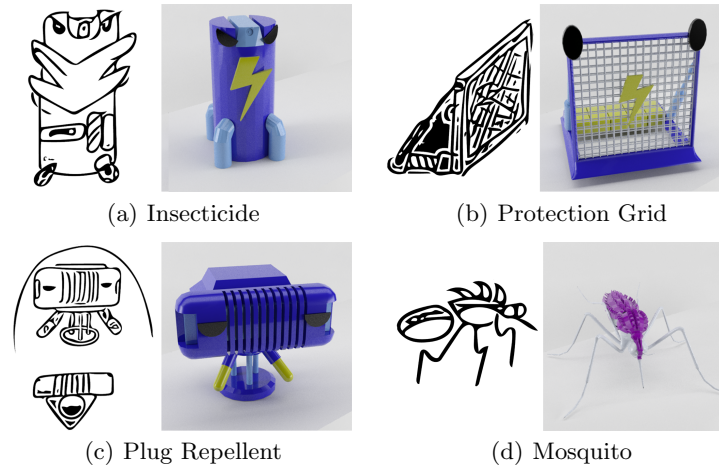 (a) Insecticide
(b) Protection Grid
(c) Plug Repellent
(d) Mosquito